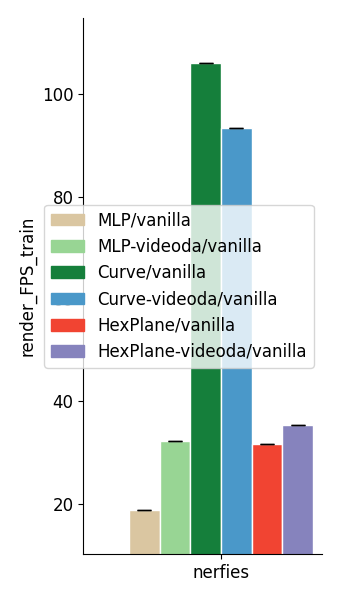 render_FPS_train
100
80
40
20
MLP/vanilla
MLP-videoda/vanilla
Curve/vanilla
Curve-videoda/vanilla
HexPlane/vanilla
HexPlane-videoda/vanilla
nerfies